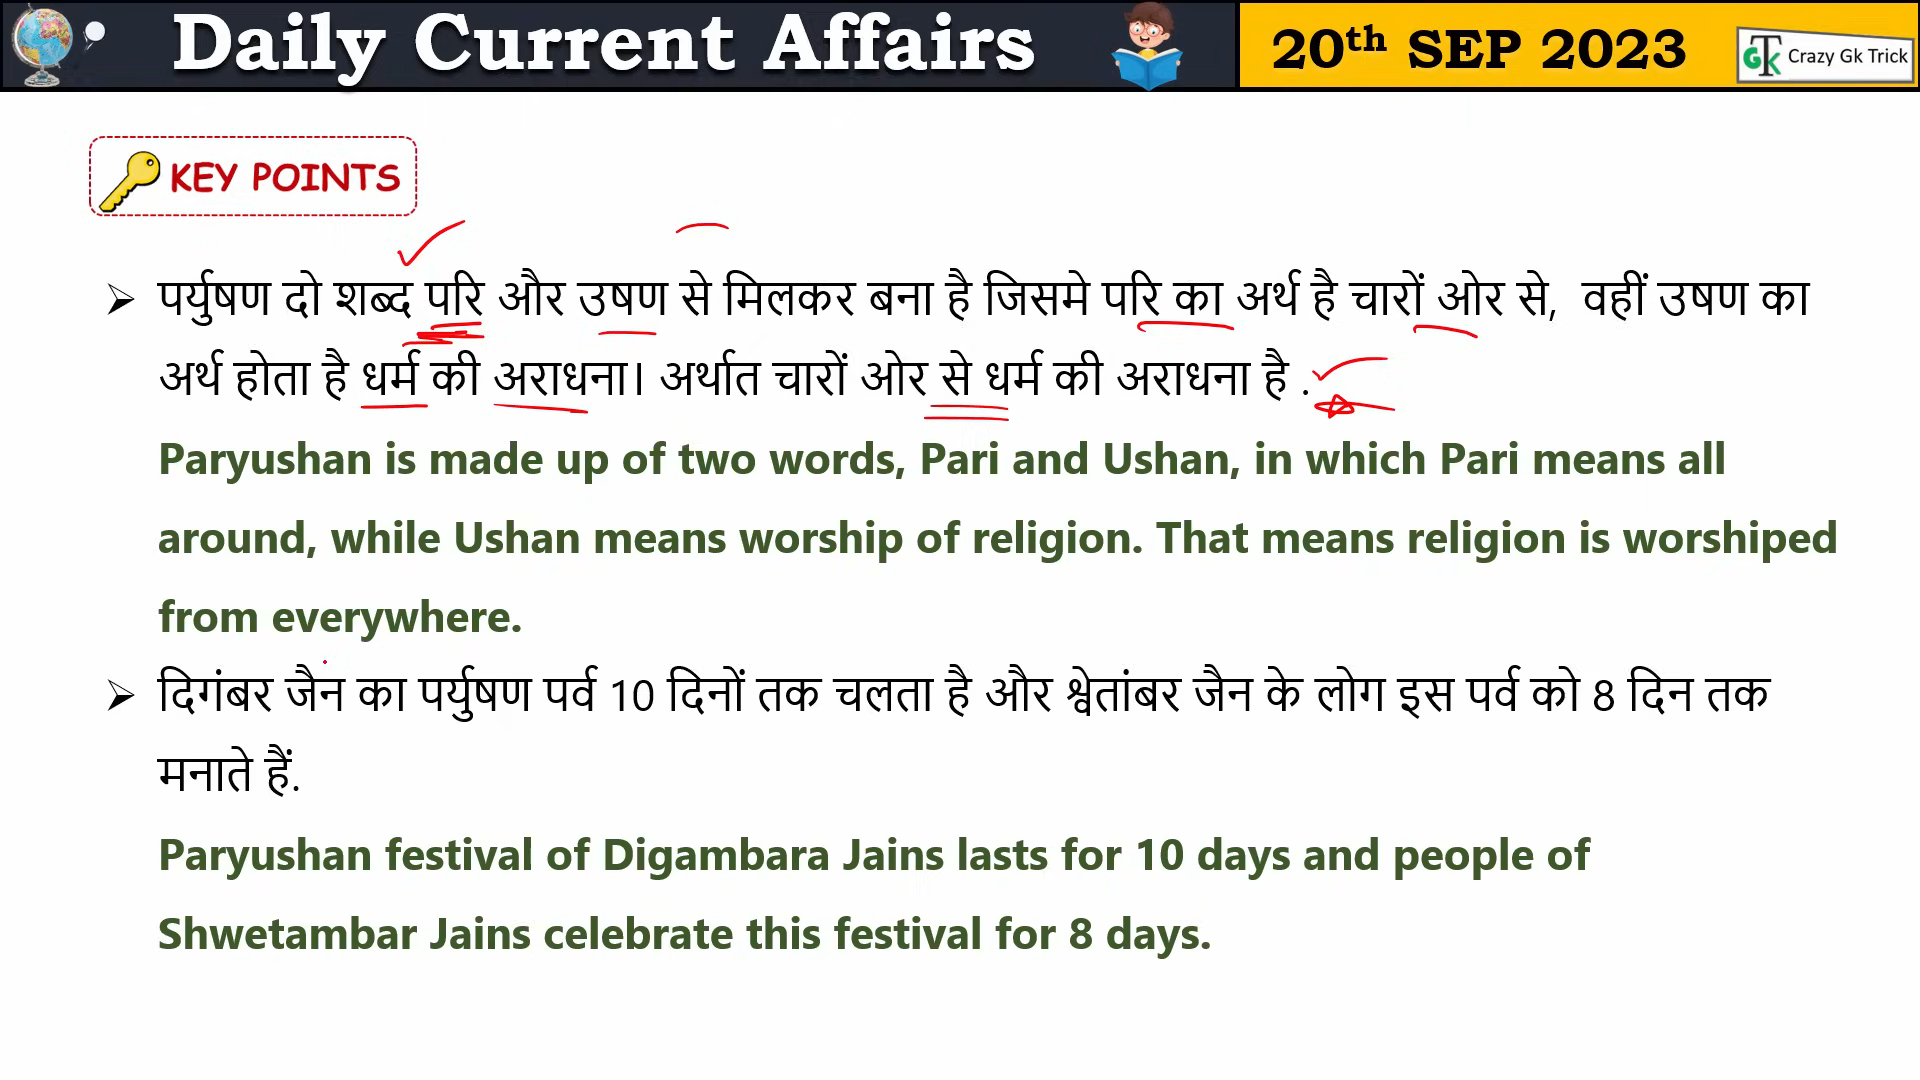 Daily Current Affairs
20th SEP 2023
GTK Crazy Gk Trick
KEY POINTS
पर्युषण दो शब्द परि और उषण से मिलकर बना है जिसमे परि का अर्थ है चारों ओर से, वहीं उषण का
अर्थ होता है धर्म की अराधना। अर्थात चारों ओर से धर्म की अराधना है .
Paryushan is made up of two words, Pari and Ushan, in which Pari means all
around, while Ushan means worship of religion. That means religion is worshiped
from everywhere.
दिगंबर जैन का पर्युषण पर्व 10 दिनों तक चलता है और श्वेतांबर जैन के लोग इस पर्व को 8 दिन तक
मनाते हैं.
Paryushan festival of Digambara Jains lasts for 10 days and people of
Shwetambar Jains celebrate this festival for 8 days.